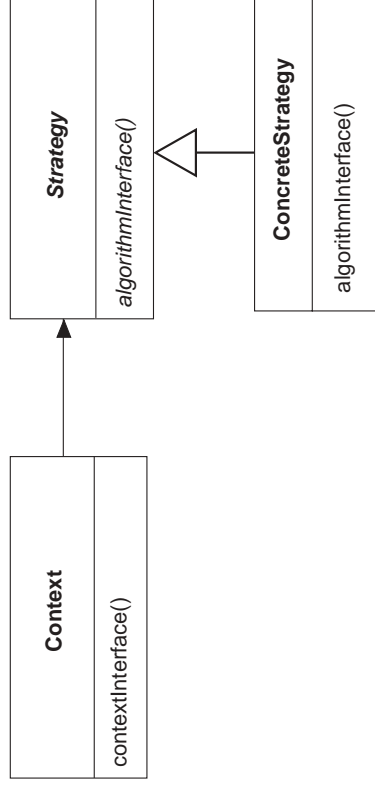 Context
contextInterface()
Strategy
algorithmInterface()
ConcreteStrategy
algorithmInterface()